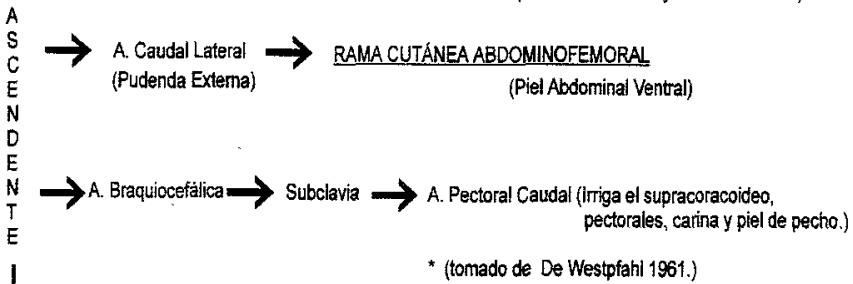 ASCENDENTE
A. Caudal Lateral
(Pudenda Externa)
RAMA CUTÁNEA ABDOMINOFEMORAL
(Piel Abdominal Ventral)
A. Braquiocefálica
Subclavia
A. Pectoral Caudal (Irriga el supracoracoideo,
pectorales, carina y piel de pecho.)
* (tomado de De Westpfahl 1961.)